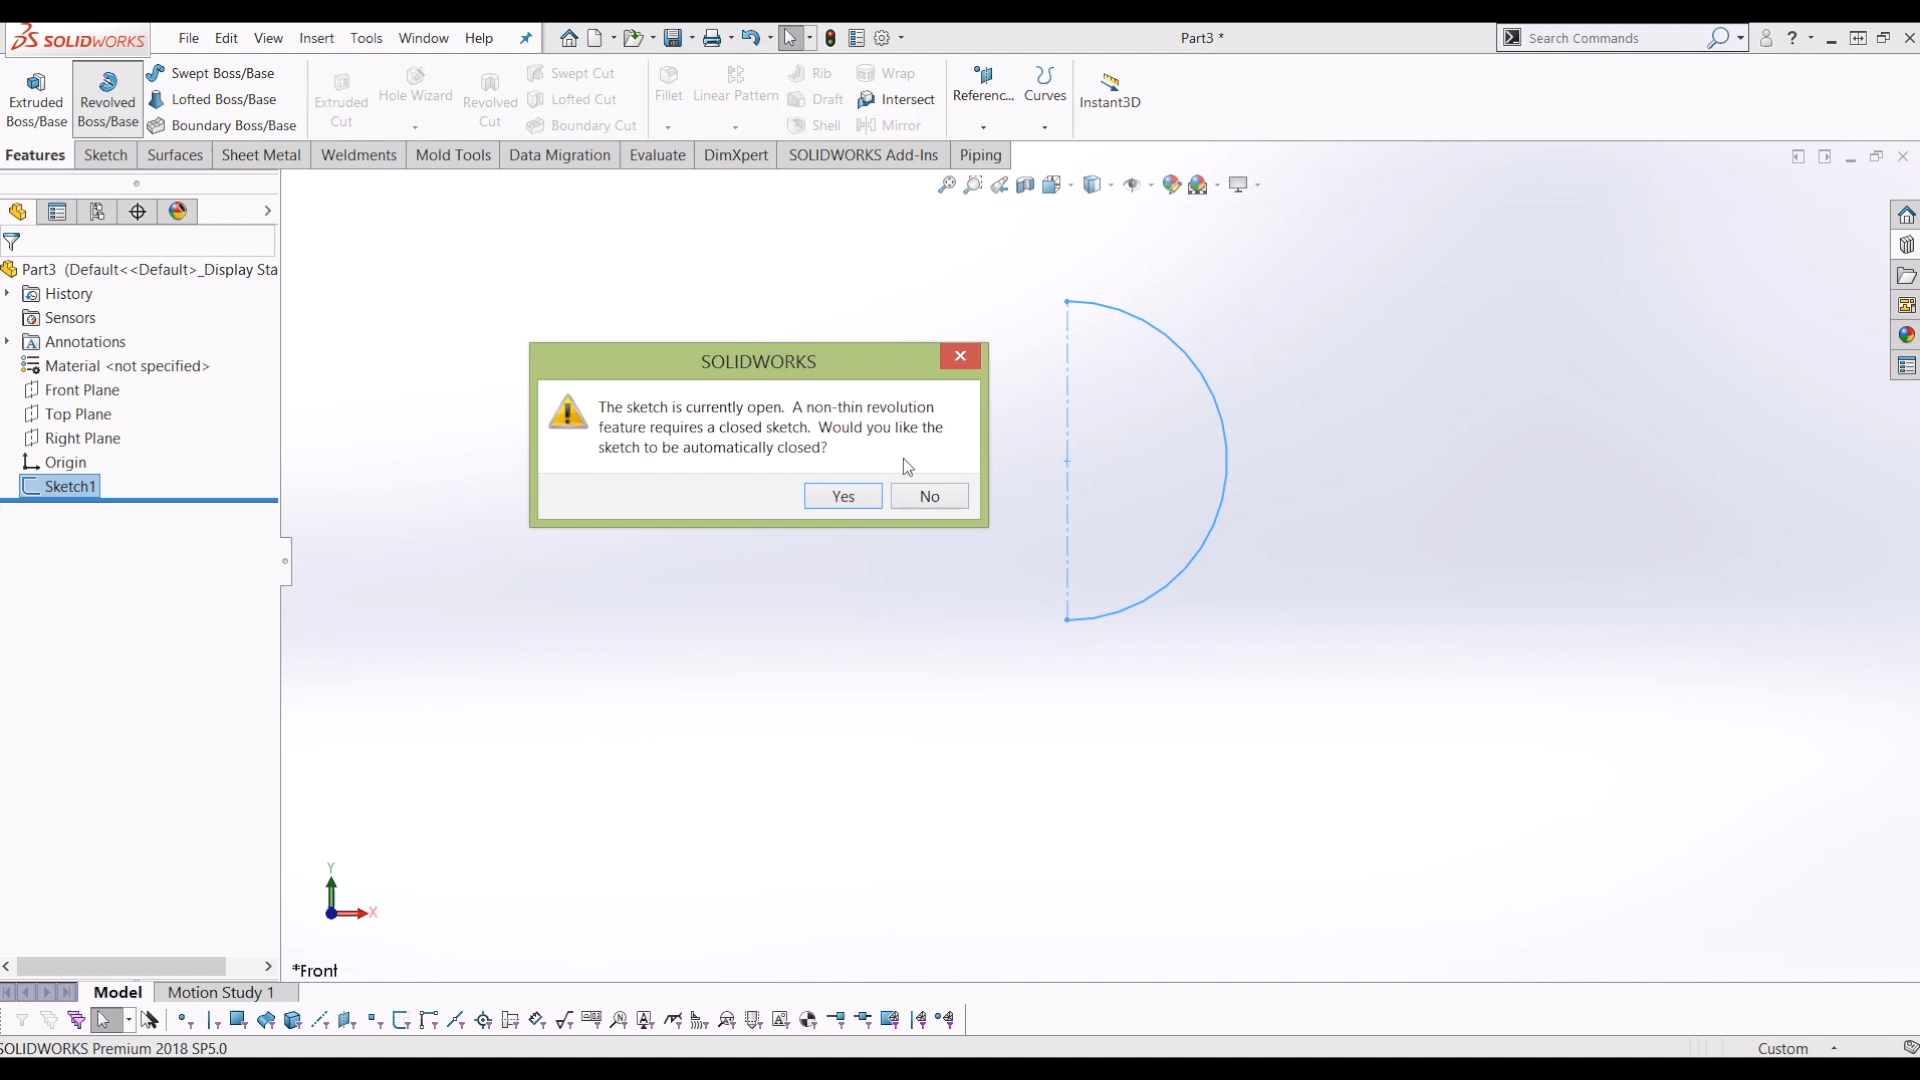 SOLIDWORKS
File Edit View Insert Tools Window Help
Part3 *
Search Commands
Extruded Boss/Base
Revolved Boss/Base
Swept Boss/Base
Lofted Boss/Base
Boundary Boss/Base
Extruded Cut
Hole Wizard
Revolved Cut
Swept Cut
Lofted Cut
Boundary Cut
Fillet
Linear Pattern
Rib
Draft
Shell
Wrap
Intersect
Mirror
Referenc...
Curves
Instant3D
Features Sketch Surfaces Sheet Metal Weldments Mold Tools Data Migration Evaluate DimXpert SOLIDWORKS Add-Ins Piping
Part3 (Default<<Default>_Display Sta
History
Sensors
Annotations
Material <not specified>
Front Plane
Top Plane
Right Plane
Origin
Sketch1
SOLIDWORKS
The sketch is currently open. A non-thin revolution
feature requires a closed sketch. Would you like the
sketch to be automatically closed?
Yes No
Y
X
*Front
Model Motion Study 1
SOLIDWORKS Premium 2018 SP5.0
Custom